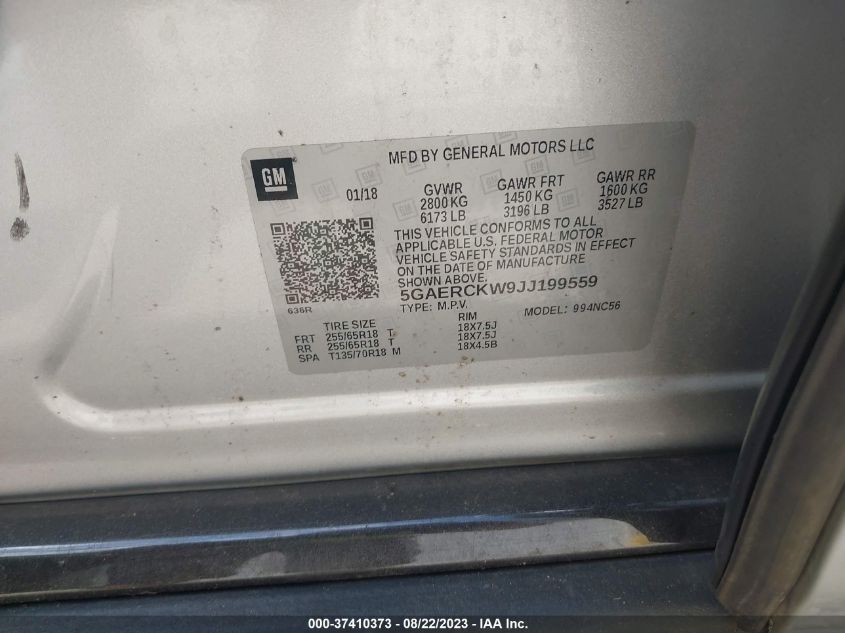 MFD BY GENERAL MOTORS LLC
GM
01/18
GVWR GAWR FRT GAWR RR
2800 KG 1450 KG 1600 KG
6173 LB 3196 LB 3527 LB
THIS VEHICLE CONFORMS TO ALL
APPLICABLE U.S. FEDERAL MOTOR
VEHICLE SAFETY STANDARDS IN EFFECT
ON THE DATE OF MANUFACTURE
SHOWN ABOVE.
5GAERCKW9JJ199559
636R
TYPE: M.P.V. MODEL: 994NC56
TIRE SIZE RIM
FRT 255/65R18 T 18X7.5J
RR 255/65R18 T 18X7.5J
SPA T135/70R18 M 18X4.5B
000-37410373 - 08/22/2023 - IAA Inc.